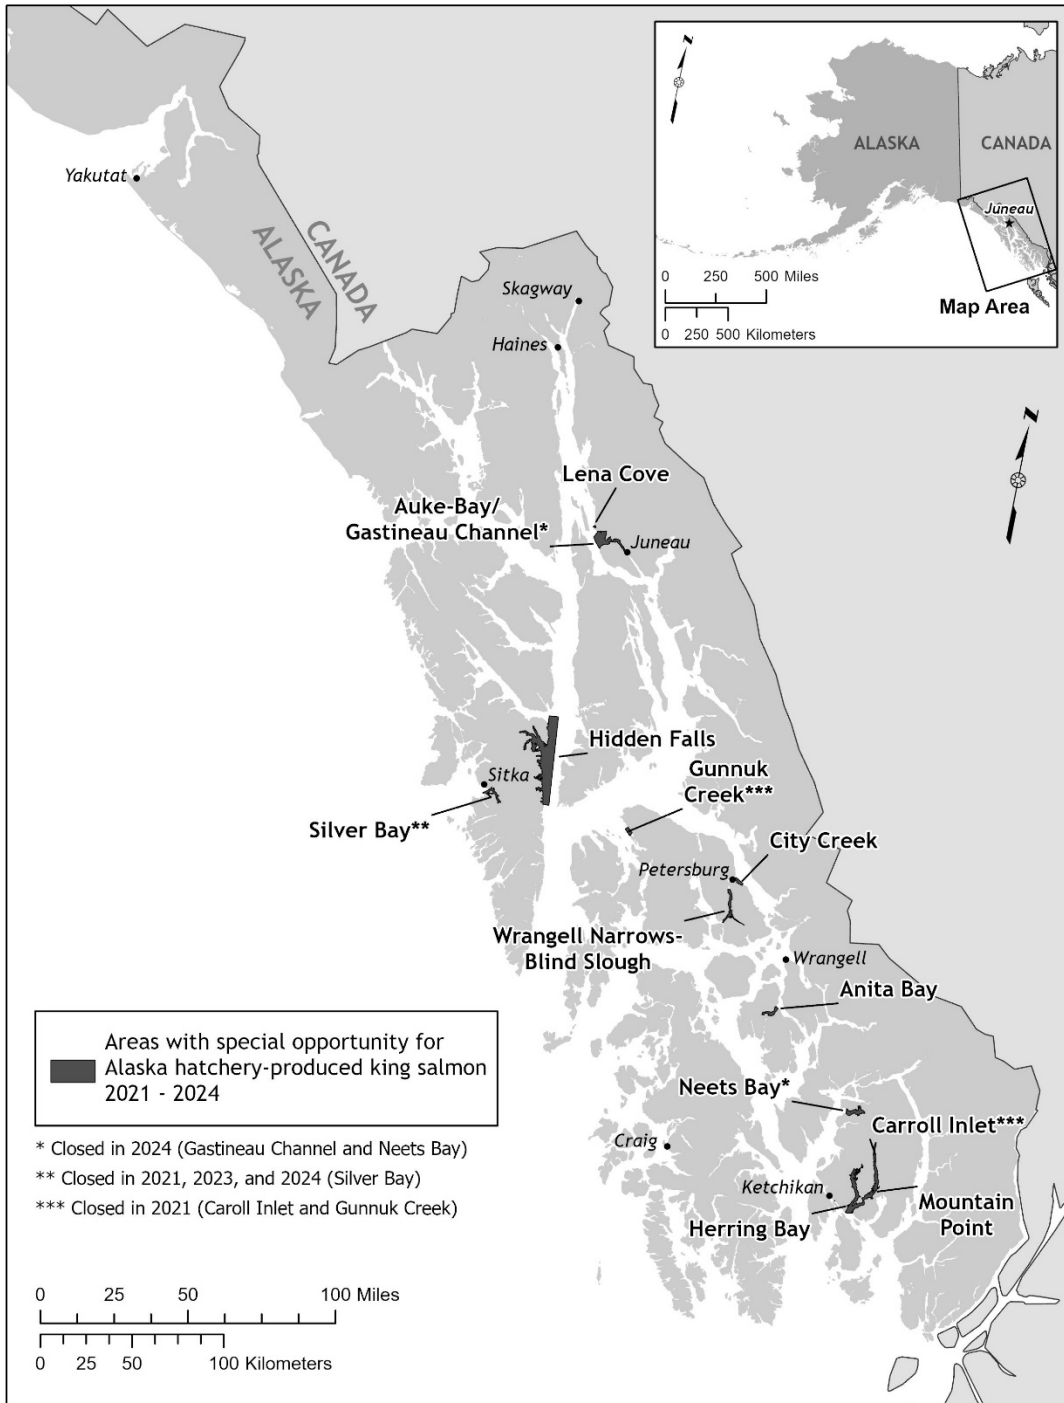 Yakutat
CANADA
ALASKA
Skagway
Haines
N
ALASKA
CANADA
Juneau
0 250 500 Miles
0 250 500 Kilometers
Map Area
N
Lena Cove
Auke-Bay/
Gastineau Channel*
Juneau
Hidden Falls
Sitka
Silver Bay**
Gunnuk
Creek***
City Creek
Petersburg
Wrangell Narrows-
Blind Slough
Wrangell
Anita Bay
Neets Bay*
Carroll Inlet***
Craig
Ketchikan
Herring Bay
Mountain
Point
Areas with special opportunity for
Alaska hatchery-produced king salmon
2021 - 2024
* Closed in 2024 (Gastineau Channel and Neets Bay)
** Closed in 2021, 2023, and 2024 (Silver Bay)
*** Closed in 2021 (Caroll Inlet and Gunnuk Creek)
0 25 50 100 Miles
0 25 50 100 Kilometers